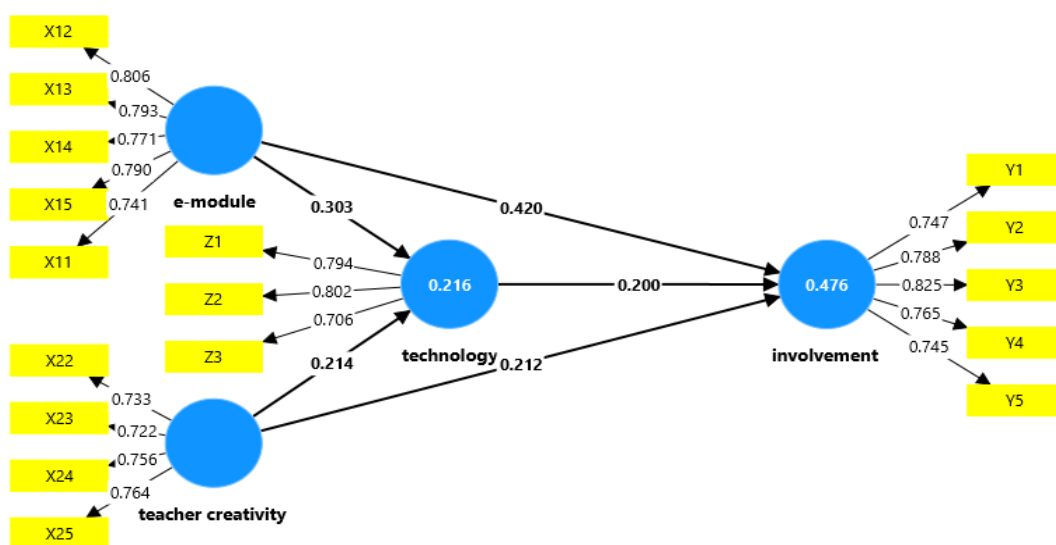 X12
0.806
X13
0.793
X14
0.771
0.790
X15
0.741
X11
e-module
0.303
0.420
Z1
0.794
Z2
0.802
0.706
Z3
0.216
technology
0.200
0.214
0.212
X22
0.733
X23
0.722
X24
0.756
0.764
X25
teacher creativity
0.476
involvement
Y1
0.747
Y2
0.788
Y3
0.825
0.765
Y4
0.745
Y5